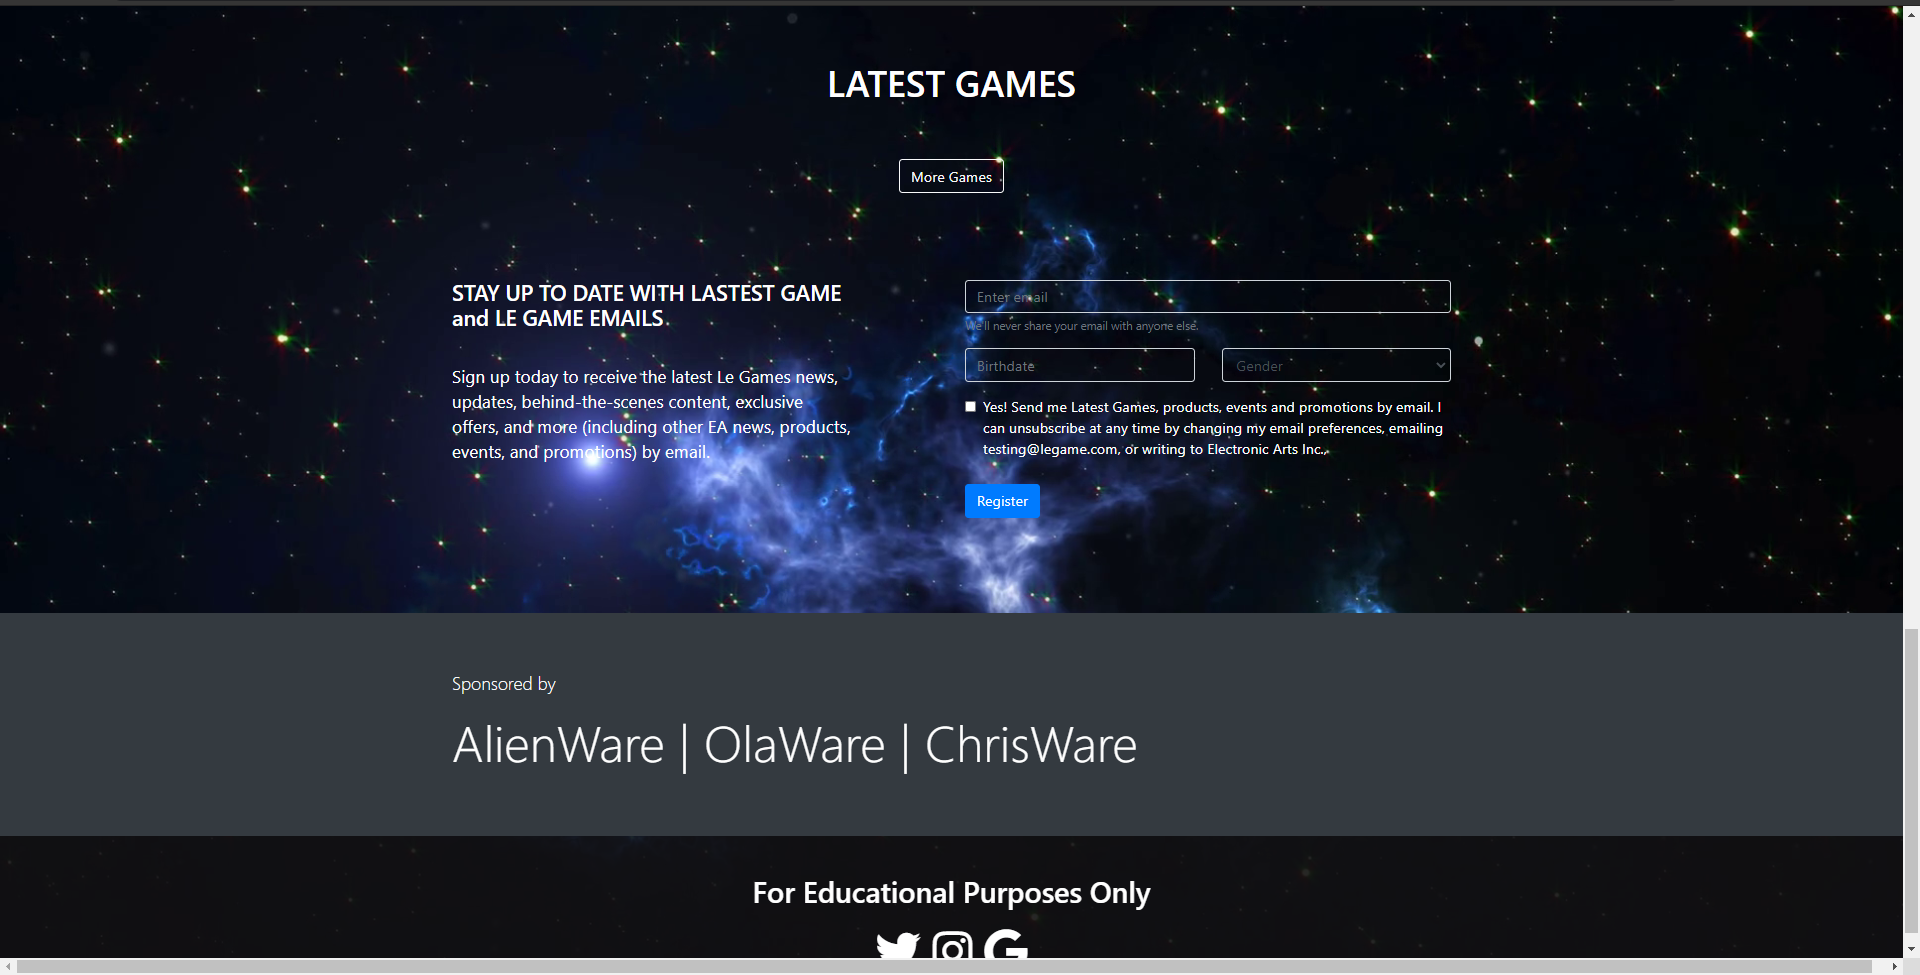 LATEST GAMES
More Games
STAY UP TO DATE WITH LASTEST GAME
and LE GAME EMAILS
Sign up today to receive the latest Le Games news,
updates, behind-the-scenes content, exclusive
offers, and more (including other EA news, products,
events, and promotions) by email.
Enter email
We'll never share your email with anyone else.
Birthdate
Gender
Yes! Send me Latest Games, products, events and promotions by email. I
can unsubscribe at any time by changing my email preferences, emailing
testing@legame.com, or writing to Electronic Arts Inc.,
Register
Sponsored by
AlienWare | OlaWare | ChrisWare
For Educational Purposes Only